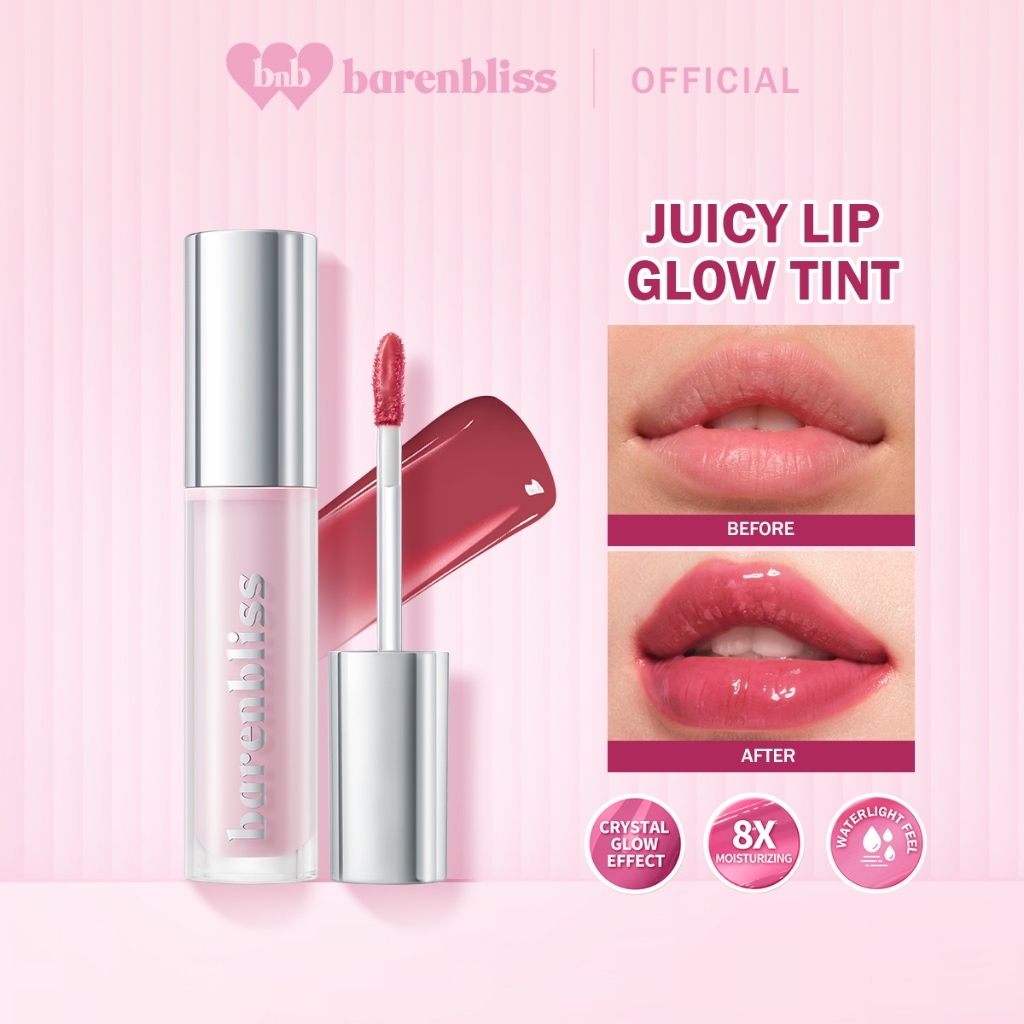 bnb barenbliss OFFICIAL
JUICY LIP
GLOW TINT
barenbliss
BEFORE
AFTER
CRYSTAL
GLOW
EFFECT
8X
MOISTURIZING
WATERLIGHT FEEL